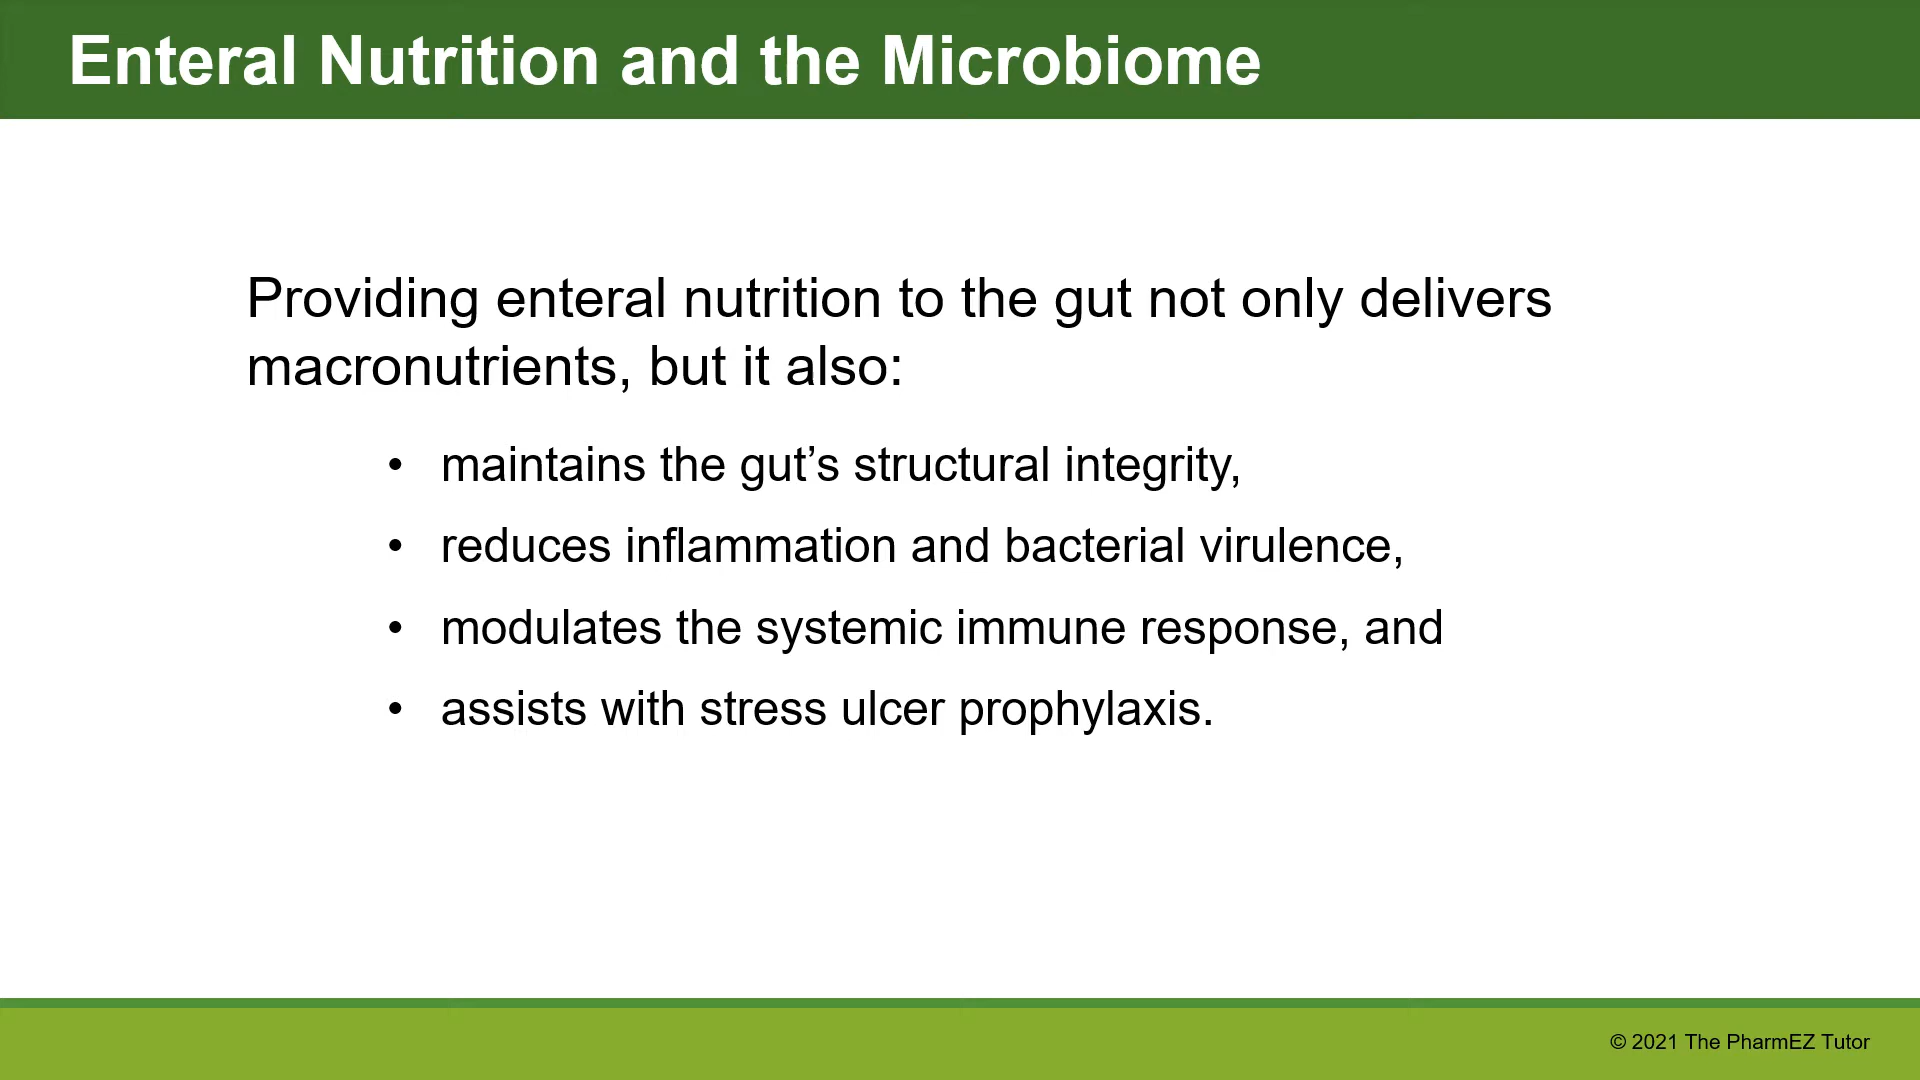 Enteral Nutrition and the Microbiome
Providing enteral nutrition to the gut not only delivers
macronutrients, but it also:
• maintains the gut’s structural integrity,
• reduces inflammation and bacterial virulence,
• modulates the systemic immune response, and
• assists with stress ulcer prophylaxis.
© 2021 The PharmEZ Tutor